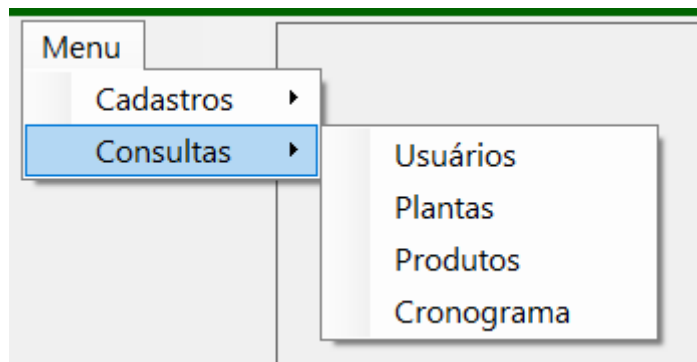 Menu
Cadastros
Consultas
Usuários
Plantas
Produtos
Cronograma